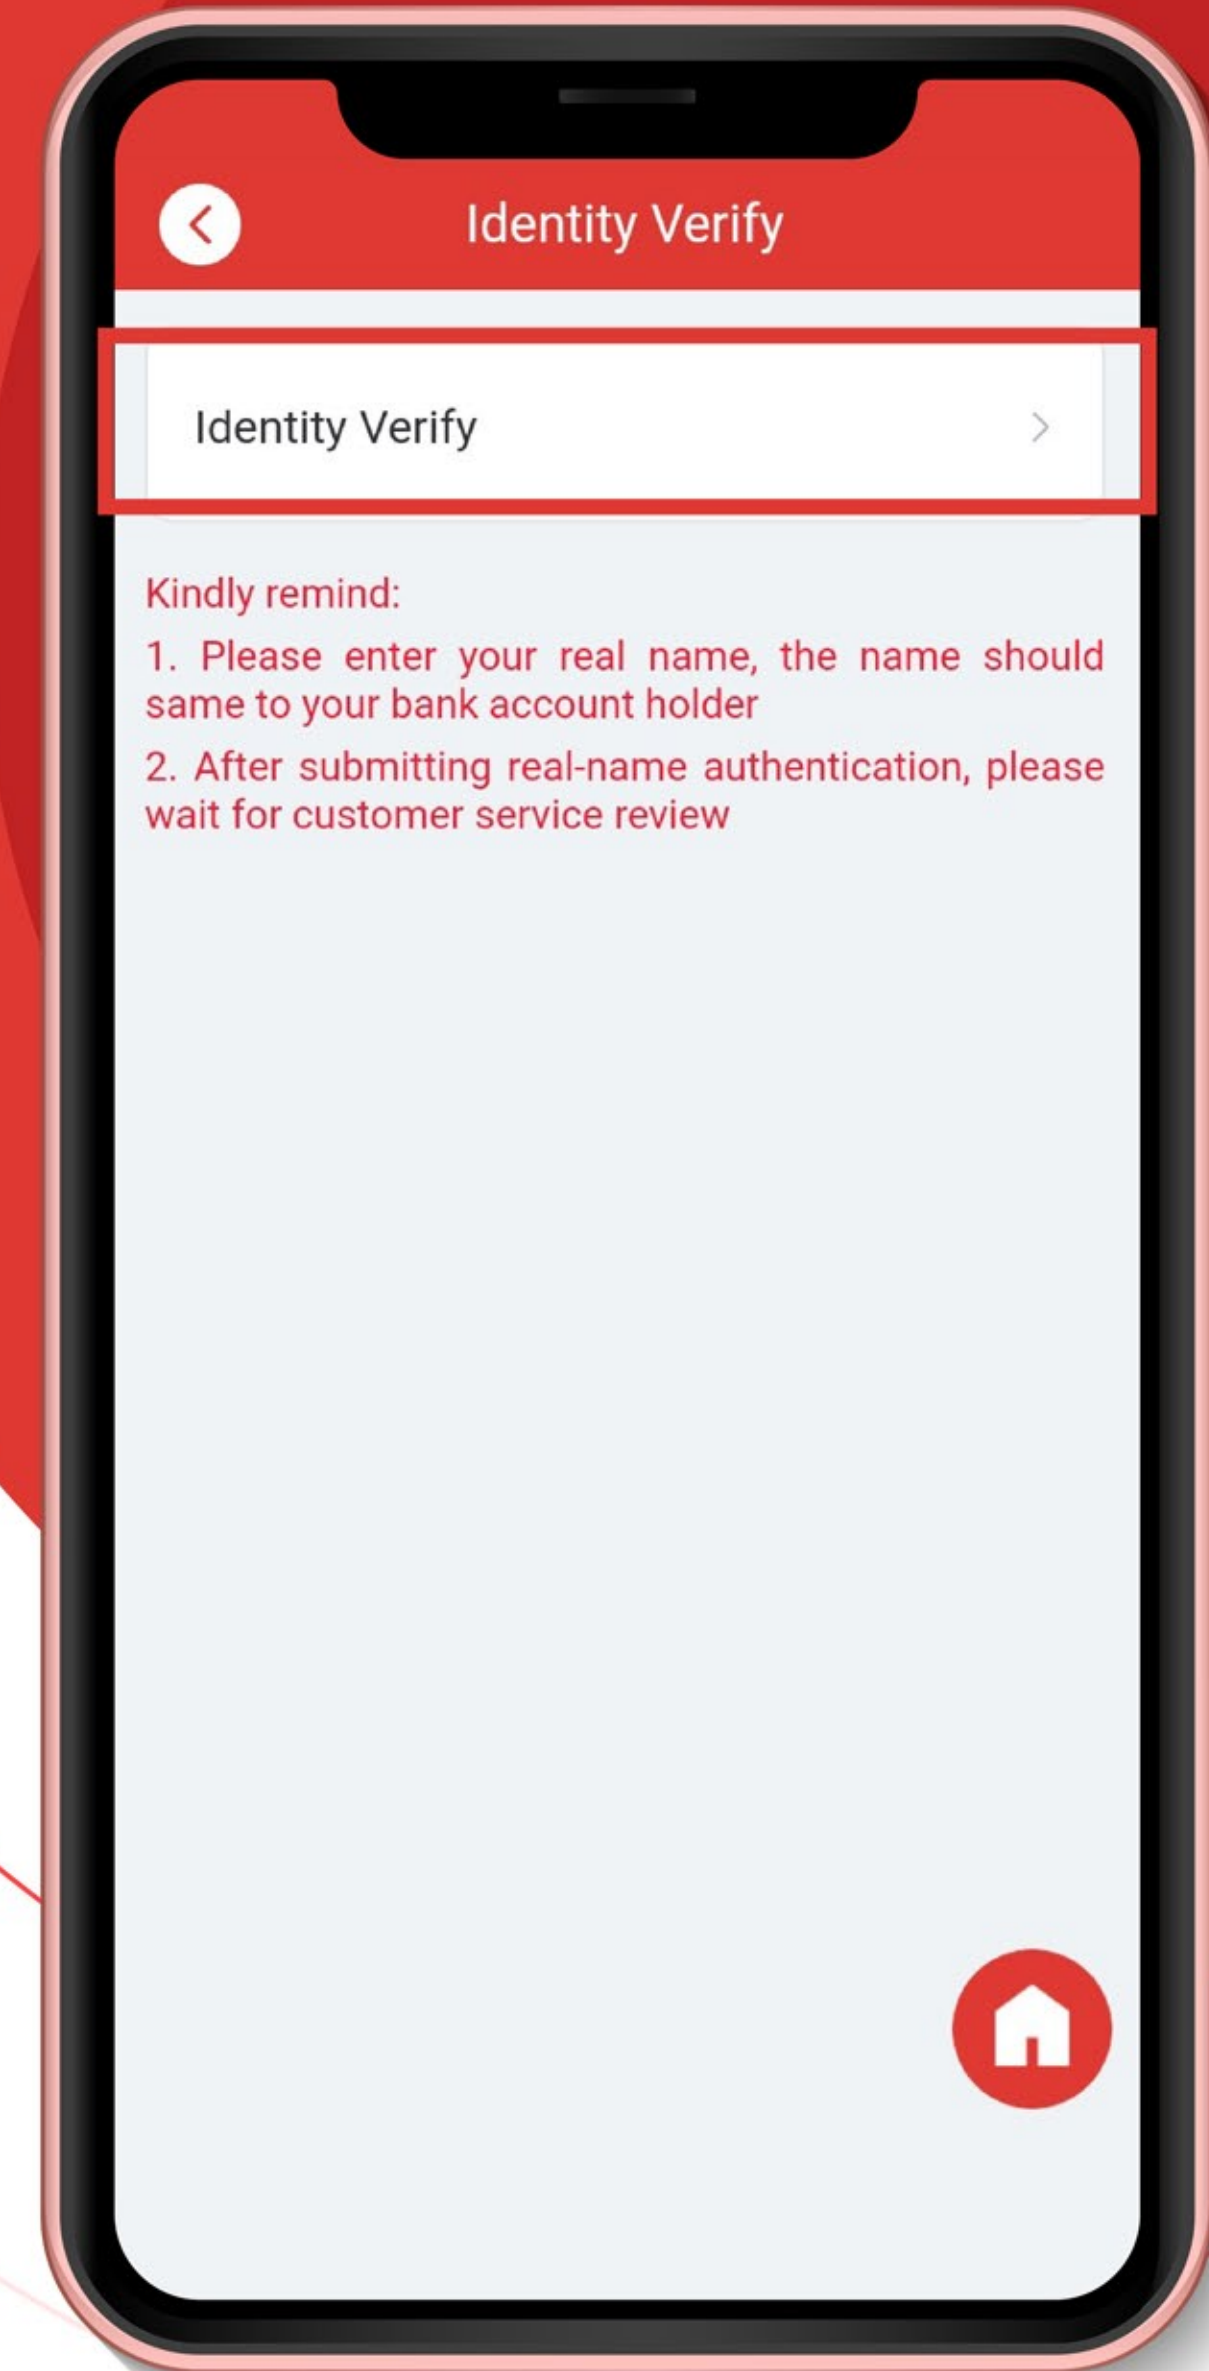 Identity Verify
Identity Verify
Kindly remind:
1. Please enter your real name, the name should
same to your bank account holder
2. After submitting real-name authentication, please
wait for customer service review